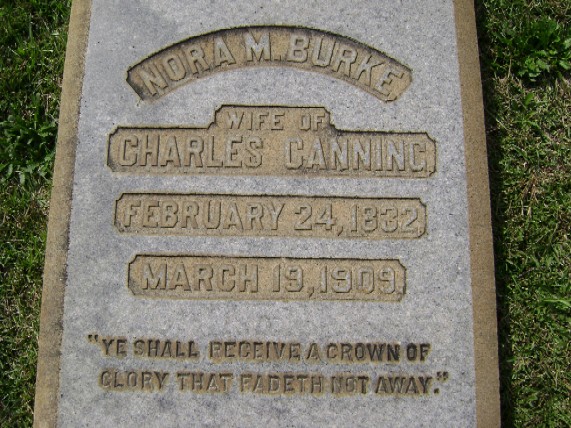 NORA M. BURKE
WIFE OF
CHARLES CANNING
FEBRUARY 24, 1832
MARCH 19, 1909.
"YE SHALL RECEIVE A CROWN OF
GLORY THAT FADETH NOT AWAY."